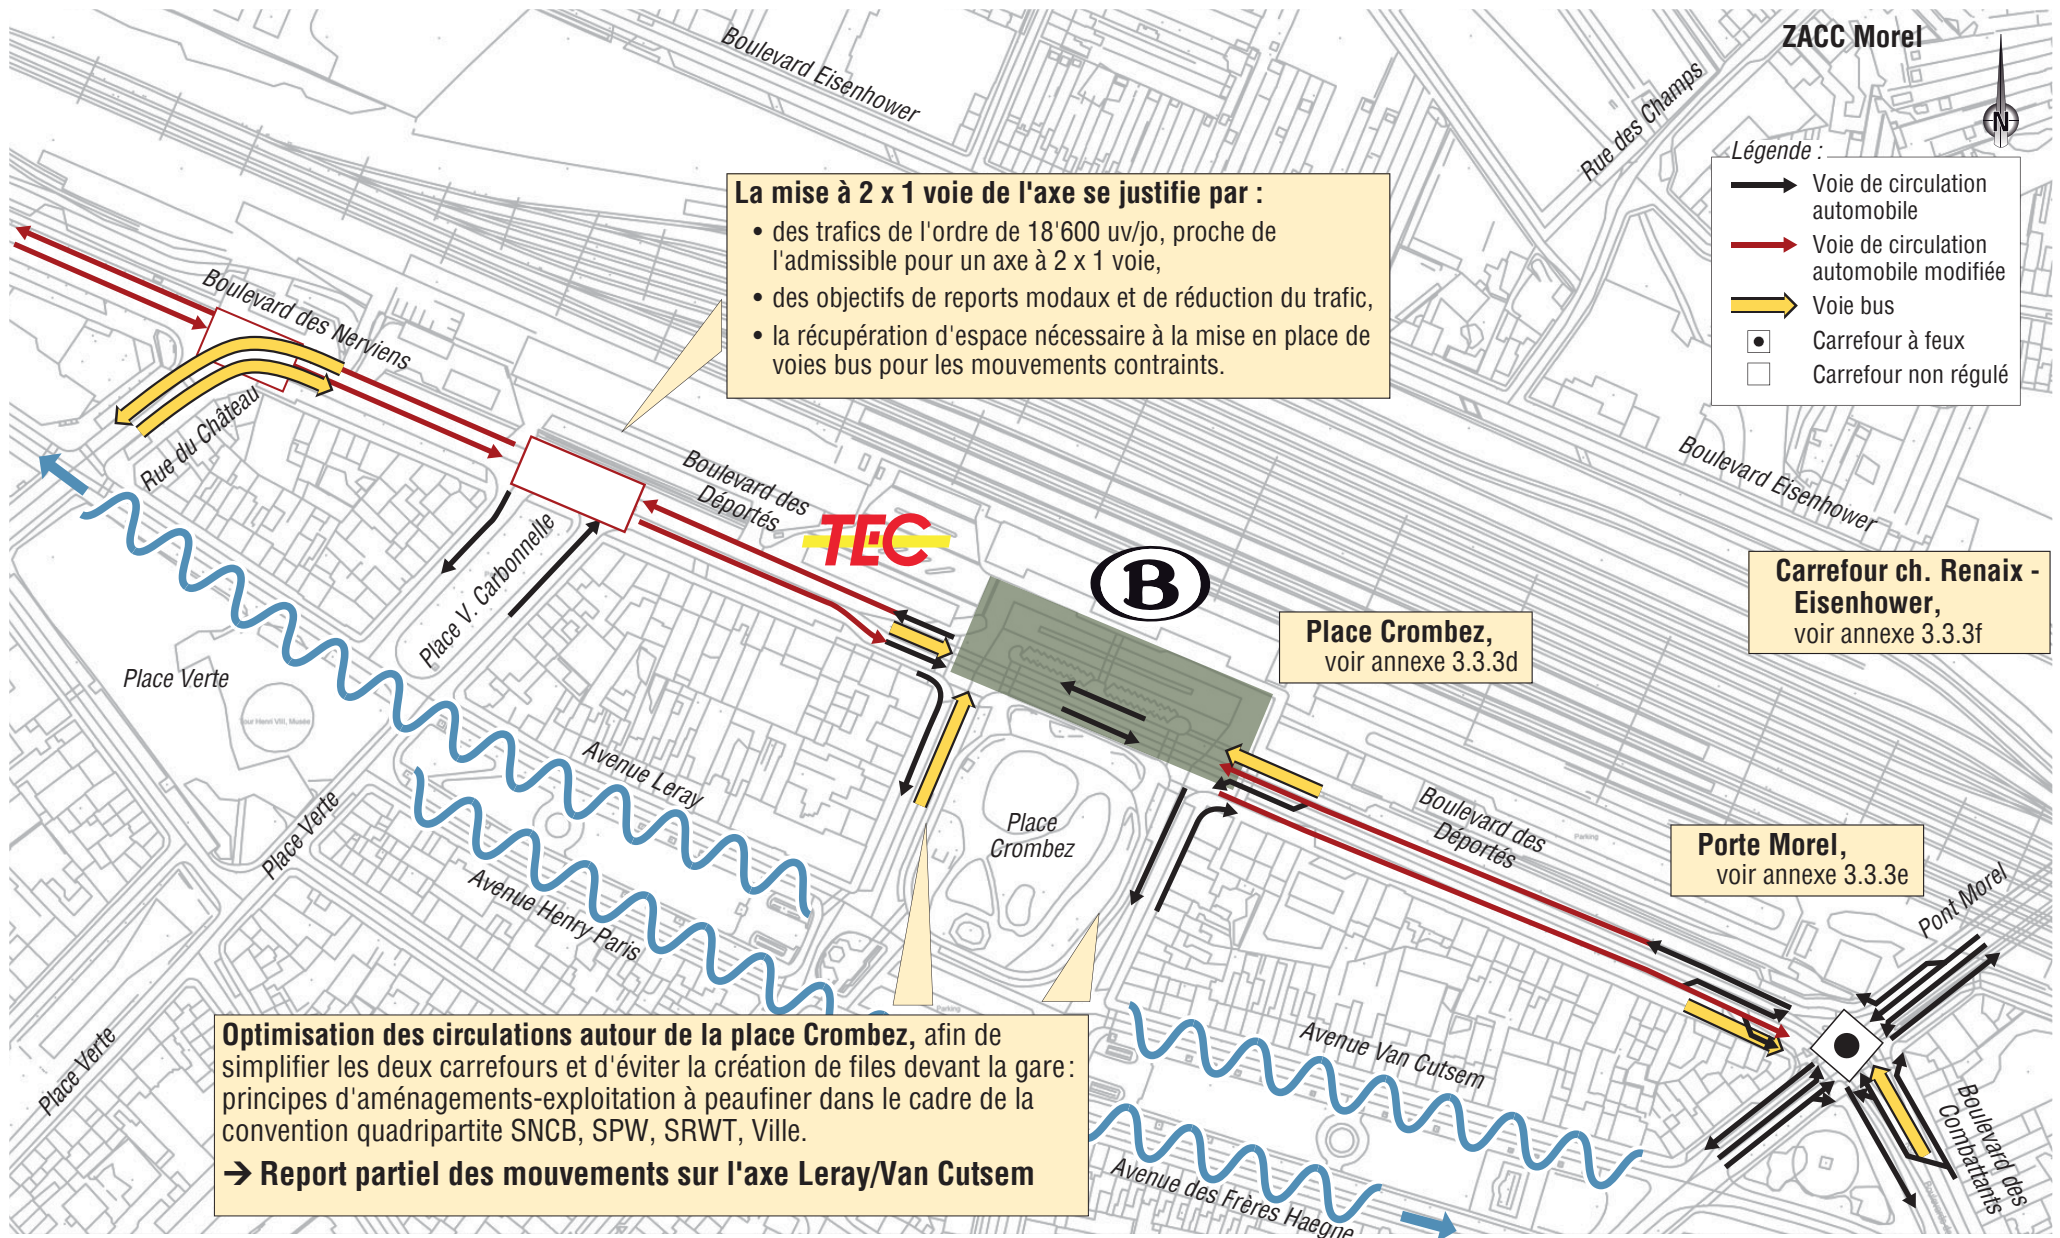 ZACC Morel
N
Boulevard Eisenhower
Rue des Champs
Légende :
Voie de circulation
automobile
Voie de circulation
automobile modifiée
Voie bus
Carrefour à feux
Carrefour non régulé
La mise à 2 x 1 voie de l'axe se justifie par :
• des trafics de l'ordre de 18'600 uv/jo, proche de
l'admissible pour un axe à 2 x 1 voie,
• des objectifs de reports modaux et de réduction du trafic,
• la récupération d'espace nécessaire à la mise en place de
voies bus pour les mouvements contraints.
Boulevard des Nerviens
Rue du Château
Boulevard des
Déportés
TEC
B
Boulevard Eisenhower
Carrefour ch. Renaix -
Eisenhower,
voir annexe 3.3.3f
Place V. Carbonnelle
Place Crombez,
voir annexe 3.3.3d
Place Verte
Tour Henri VIII, Musée
Avenue Leray
Place Verte
Place
Crombez
Boulevard des
Déportés
Parking
Porte Morel,
voir annexe 3.3.3e
Pont Morel
Avenue Henry Paris
Parking
Place Verte
Optimisation des circulations autour de la place Crombez, afin de
simplifier les deux carrefours et d'éviter la création de files devant la gare:
principes d'aménagements-exploitation à peaufiner dans le cadre de la
convention quadripartite SNCB, SPW, SRWT, Ville.
→ Report partiel des mouvements sur l'axe Leray/Van Cutsem
Avenue Van Cutsem
Avenue des Frères Haegne
Boulevard des
Combattants